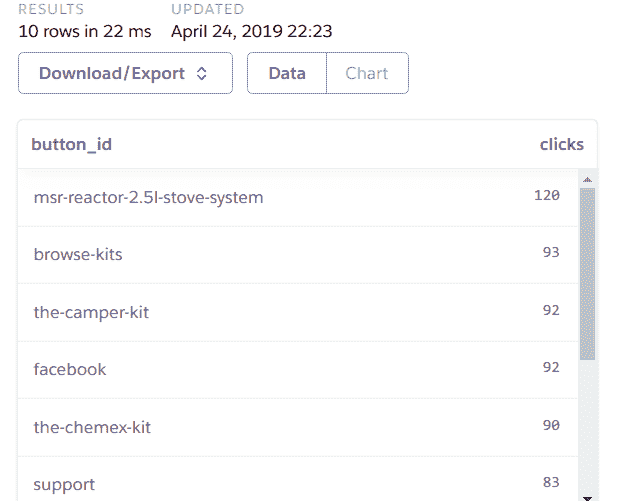 RESULTS UPDATED
10 rows in 22 ms April 24, 2019 22:23
Download/Export Data Chart
button_id clicks
msr-reactor-2.5l-stove-system 120
browse-kits 93
the-camper-kit 92
facebook 92
the-chemex-kit 90
support 83